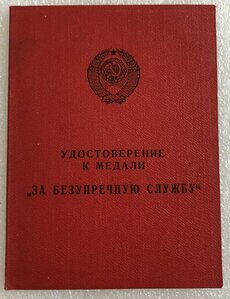 УДОСТОВЕРЕНИЕ
К МЕДАЛИ
„ЗА БЕЗУПРЕЧНУЮ СЛУЖБУ“